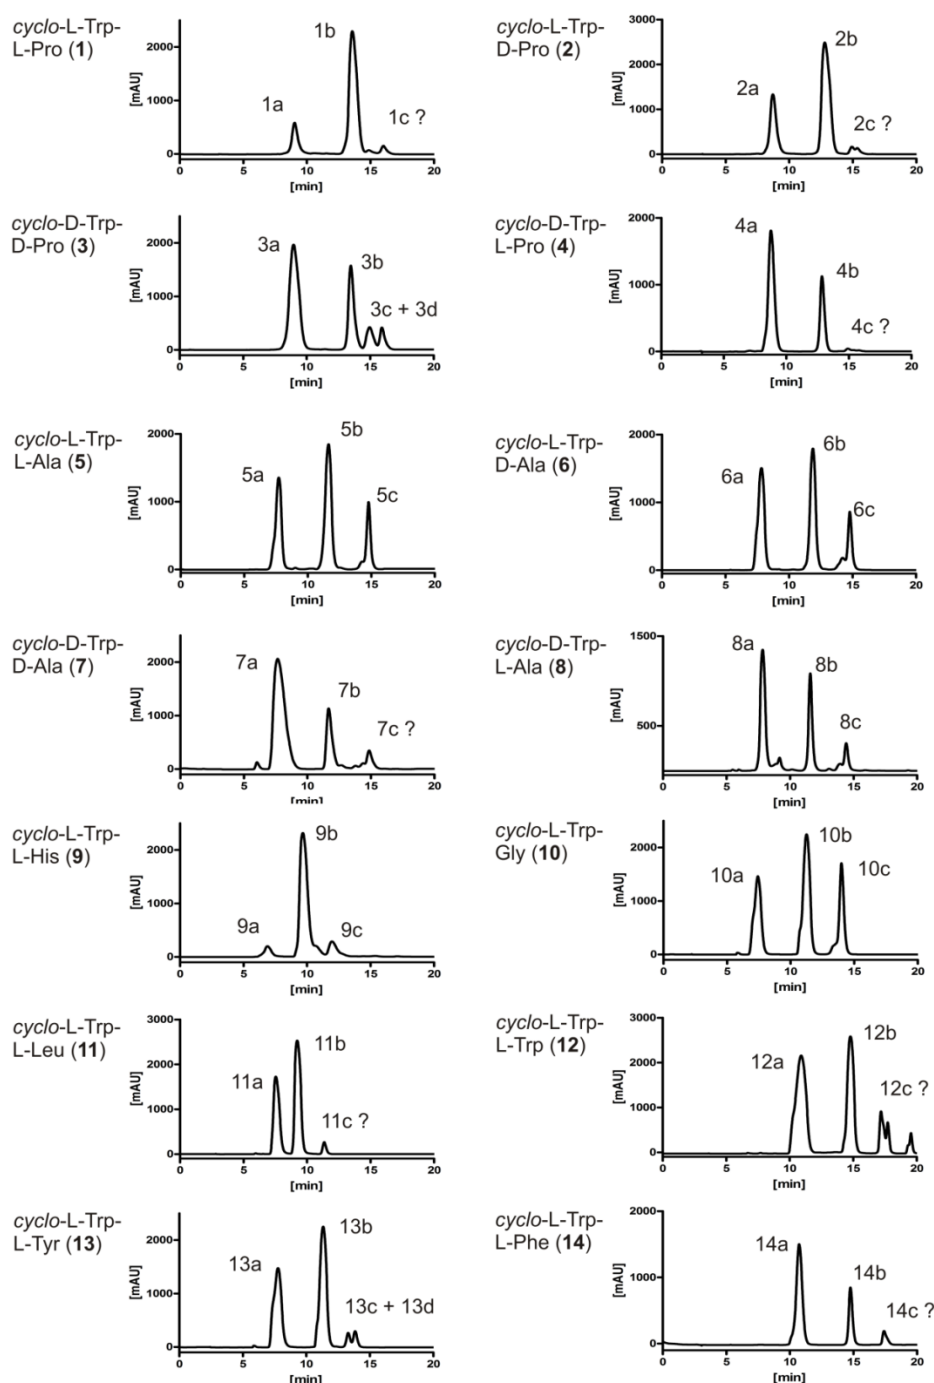 cyclo-L-Trp-
L-Pro (1)
[mAU]
2000
1000
0
1a
1b
1c ?
0 5 10 15 20
[min]
cyclo-L-Trp-
D-Pro (2)
[mAU]
3000
2000
1000
0
2a
2b
2c ?
0 5 10 15 20
[min]
cyclo-D-Trp-
D-Pro (3)
[mAU]
2000
1000
0
3a
3b
3c + 3d
0 5 10 15 20
[min]
cyclo-D-Trp-
L-Pro (4)
[mAU]
2000
1000
0
4a
4b
4c ?
0 5 10 15 20
[min]
cyclo-L-Trp-
L-Ala (5)
[mAU]
2000
1000
0
5a
5b
5c
0 5 10 15 20
[min]
cyclo-L-Trp-
D-Ala (6)
[mAU]
2000
1000
0
6a
6b
6c
0 5 10 15 20
[min]
cyclo-D-Trp-
D-Ala (7)
[mAU]
2000
1000
0
7a
7b
7c ?
0 5 10 15 20
[min]
cyclo-D-Trp-
L-Ala (8)
[mAU]
1500
500
0
8a
8b
8c
0 5 10 15 20
[min]
cyclo-L-Trp-
L-His (9)
[mAU]
2000
1000
0
9a
9b
9c
0 5 10 15 20
[min]
cyclo-L-Trp-
Gly (10)
[mAU]
2000
1000
0
10a
10b
10c
0 5 10 15 20
[min]
cyclo-L-Trp-
L-Leu (11)
[mAU]
3000
2000
1000
0
11a
11b
11c ?
0 5 10 15 20
[min]
cyclo-L-Trp-
L-Trp (12)
[mAU]
3000
2000
1000
0
12a
12b
12c ?
0 5 10 15 20
[min]
cyclo-L-Trp-
L-Tyr (13)
[mAU]
2000
1000
0
13a
13b
13c + 13d
0 5 10 15 20
[min]
cyclo-L-Trp-
L-Phe (14)
[mAU]
2000
1000
0
14a
14b
14c ?
0 5 10 15 20
[min]